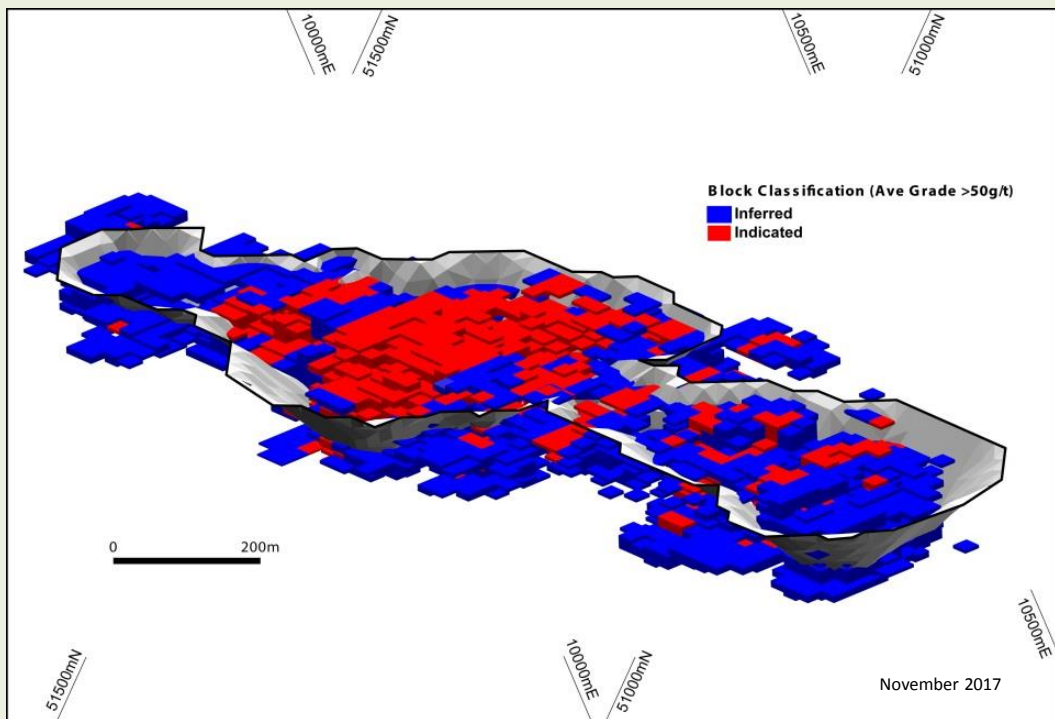 10000mE
51500mN
10500mE
51000mN
Block Classification (Ave Grade >50g/t)
Inferred
Indicated
0 200m
51500mN
10000mE
51000mN
10500mE
November 2017